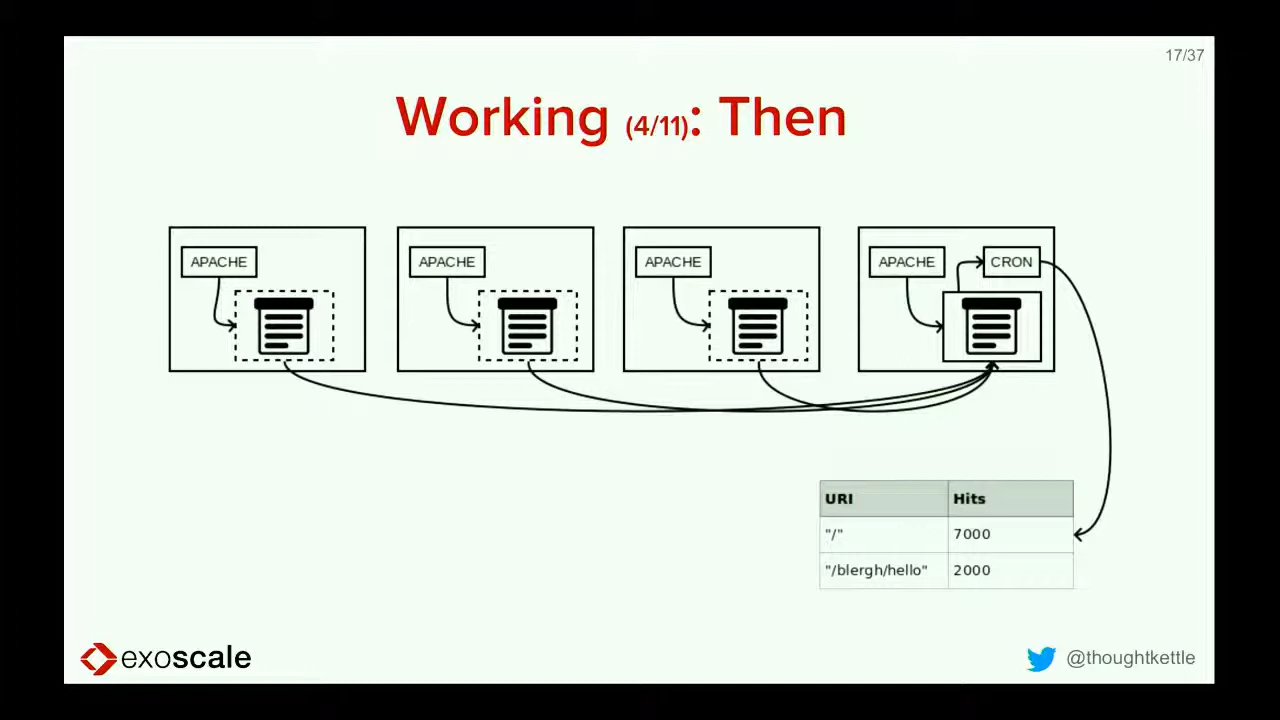 17/37
Working (4/11): Then
APACHE
APACHE
APACHE
APACHE
CRON
URI Hits
"/" 7000
"/blergh/hello" 2000
exoscale
@thoughtkettle